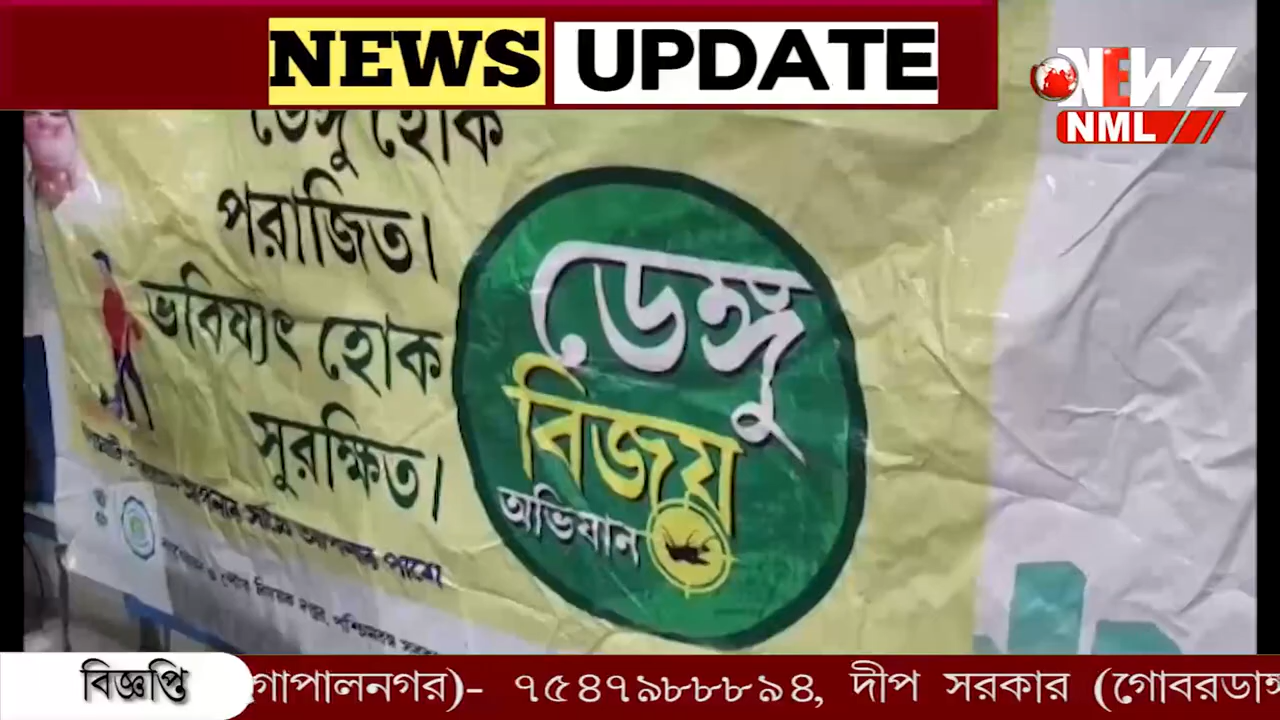 NEWS UPDATE
NEWZ
NML
ডেঙ্গু হোক
পরাজিত।
ভবিষ্যৎ হোক
সুরক্ষিত।
ডেঙ্গু
বিজয়
অভিযান
বিজ্ঞপ্তি
গোপালনগর)- ৭৫৪৭৯৮৮৮৯৪, দীপ সরকার (গোবরডাঙ্গ